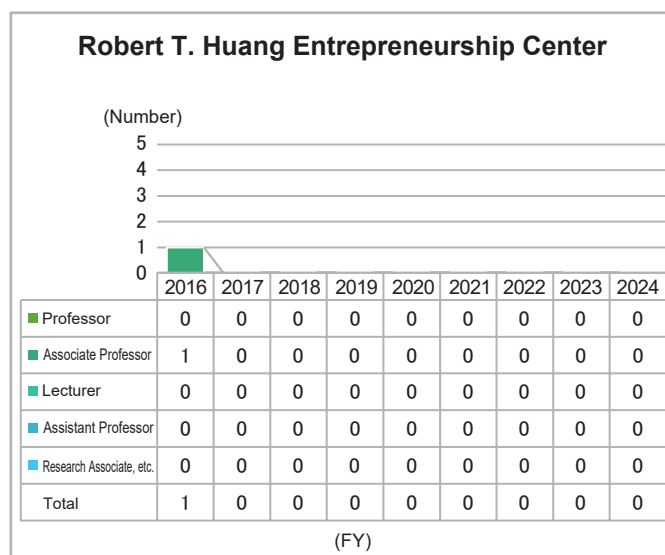 Robert T. Huang Entrepreneurship Center
(Number)
5
4
3
2
1
0
2016 2017 2018 2019 2020 2021 2022 2023 2024
Professor 0 0 0 0 0 0 0 0 0
Associate Professor 1 0 0 0 0 0 0 0 0
Lecturer 0 0 0 0 0 0 0 0 0
Assistant Professor 0 0 0 0 0 0 0 0 0
Research Associate, etc. 0 0 0 0 0 0 0 0 0
Total 1 0 0 0 0 0 0 0 0
(FY)